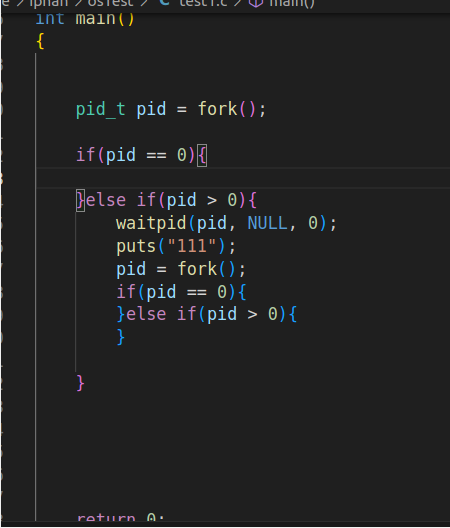 e / iphan / osTest / C test1.c / main()
int main()
{
pid_t pid = fork();
if(pid == 0){
}else if(pid > 0){
waitpid(pid, NULL, 0);
puts("111");
pid = fork();
if(pid == 0){
}else if(pid > 0){
}
}
return 0;